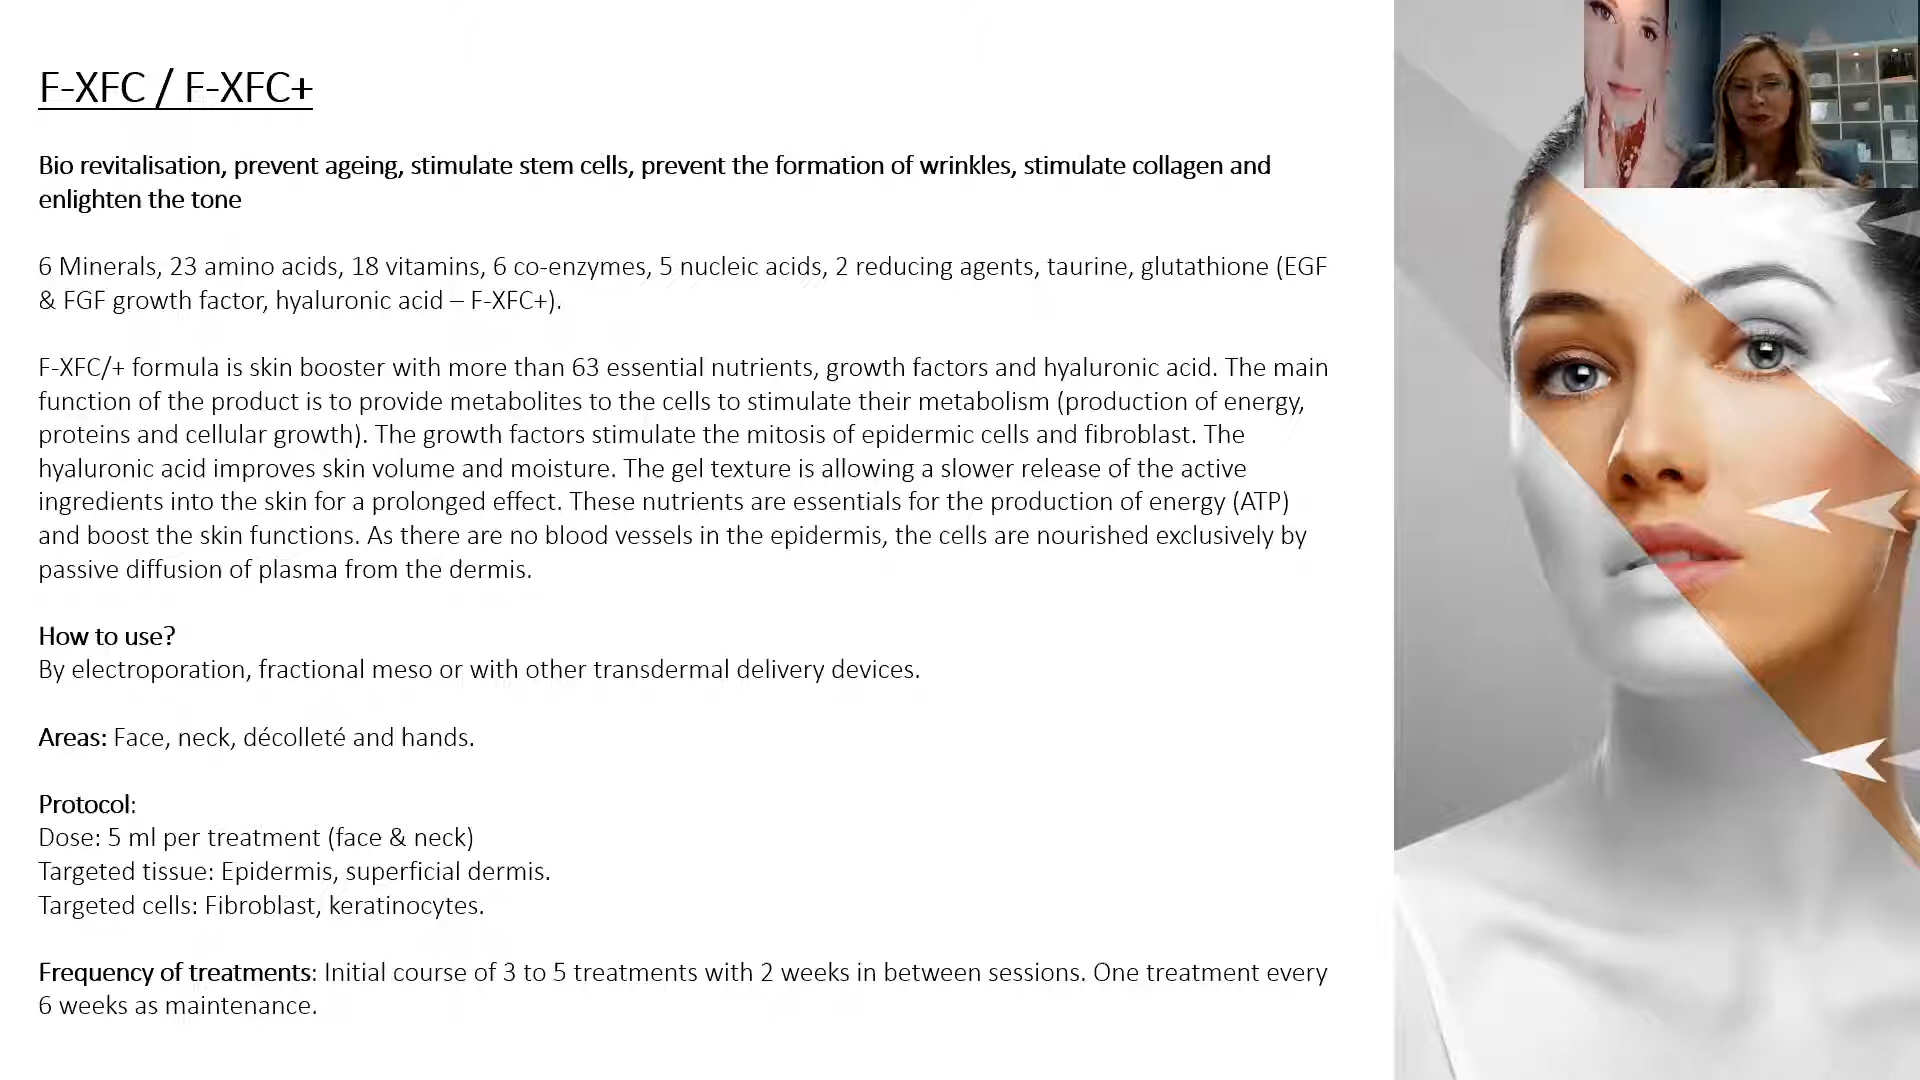 F-XFC / F-XFC+
Bio revitalisation, prevent ageing, stimulate stem cells, prevent the formation of wrinkles, stimulate collagen and
enlighten the tone
6 Minerals, 23 amino acids, 18 vitamins, 6 co-enzymes, 5 nucleic acids, 2 reducing agents, taurine, glutathione (EGF
& FGF growth factor, hyaluronic acid – F-XFC+).
F-XFC/+ formula is skin booster with more than 63 essential nutrients, growth factors and hyaluronic acid. The main
function of the product is to provide metabolites to the cells to stimulate their metabolism (production of energy,
proteins and cellular growth). The growth factors stimulate the mitosis of epidermic cells and fibroblast. The
hyaluronic acid improves skin volume and moisture. The gel texture is allowing a slower release of the active
ingredients into the skin for a prolonged effect. These nutrients are essentials for the production of energy (ATP)
and boost the skin functions. As there are no blood vessels in the epidermis, the cells are nourished exclusively by
passive diffusion of plasma from the dermis.
How to use?
By electroporation, fractional meso or with other transdermal delivery devices.
Areas: Face, neck, décolleté and hands.
Protocol:
Dose: 5 ml per treatment (face & neck)
Targeted tissue: Epidermis, superficial dermis.
Targeted cells: Fibroblast, keratinocytes.
Frequency of treatments: Initial course of 3 to 5 treatments with 2 weeks in between sessions. One treatment every
6 weeks as maintenance.